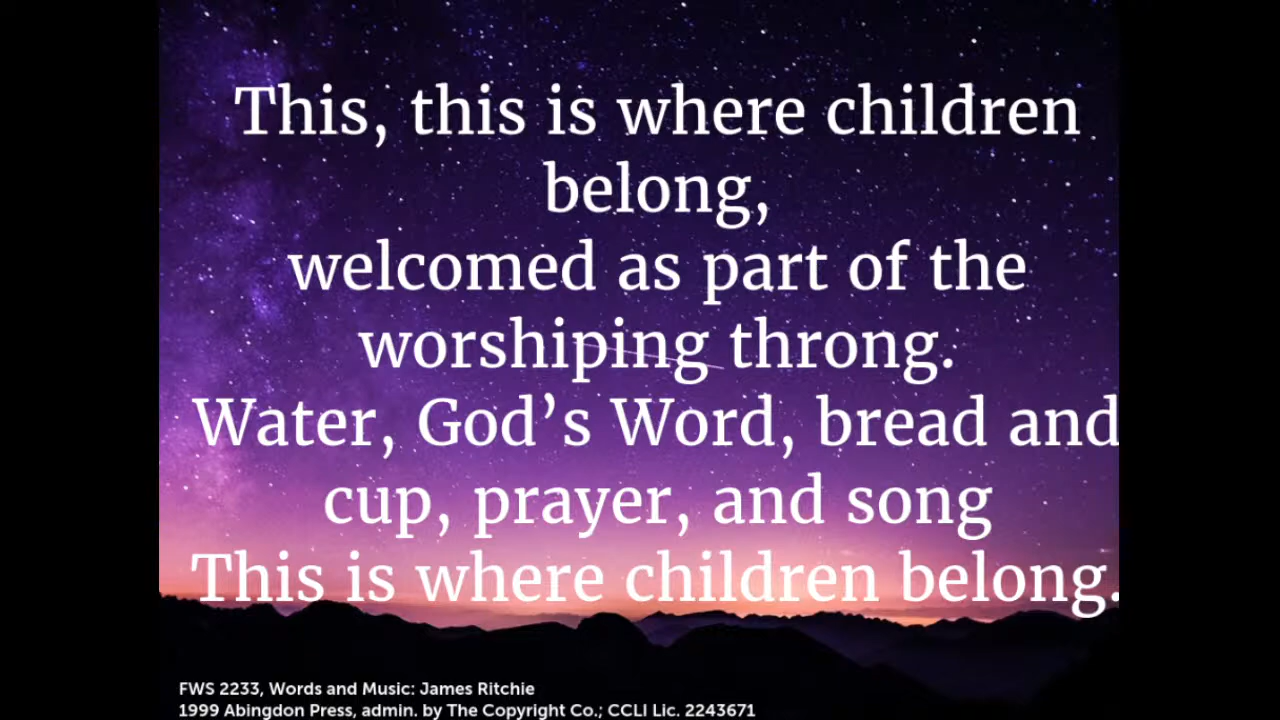 This, this is where children
belong,
welcomed as part of the
worshiping throng.
Water, God’s Word, bread and
cup, prayer, and song
This is where children belong.
FWS 2233, Words and Music: James Ritchie
1999 Abingdon Press, admin. by The Copyright Co.; CCLI Lic. 2243671